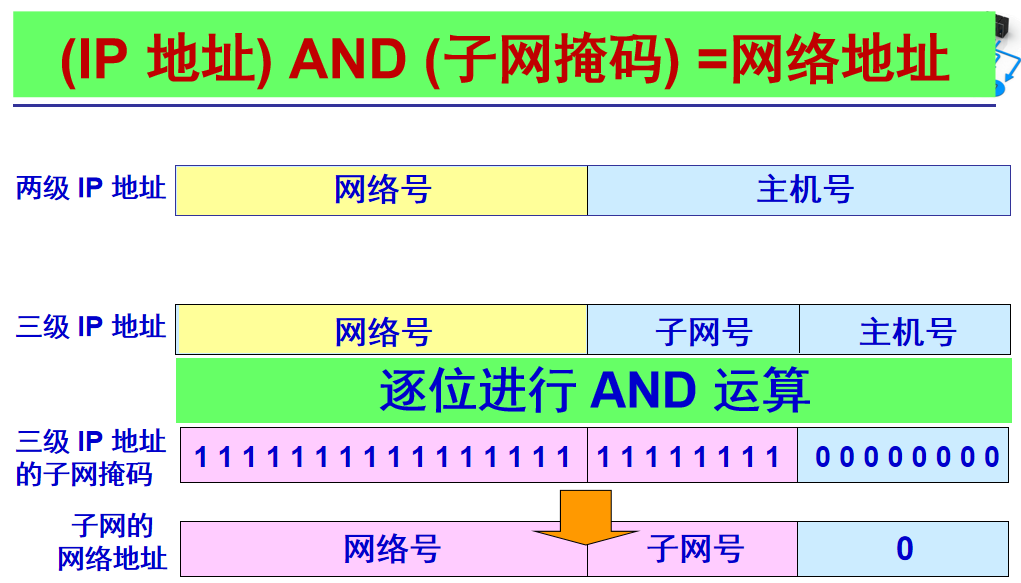 (IP 地址) AND (子网掩码) =网络地址
两级 IP 地址 网络号 主机号
三级 IP 地址 网络号 子网号 主机号
逐位进行 AND 运算
三级 IP 地址
的子网掩码
1 1 1 1 1 1 1 1 1 1 1 1 1 1 1 1 1 1 1 1 1 1 1 1 0 0 0 0 0 0 0 0
子网的
网络地址
网络号 子网号 0